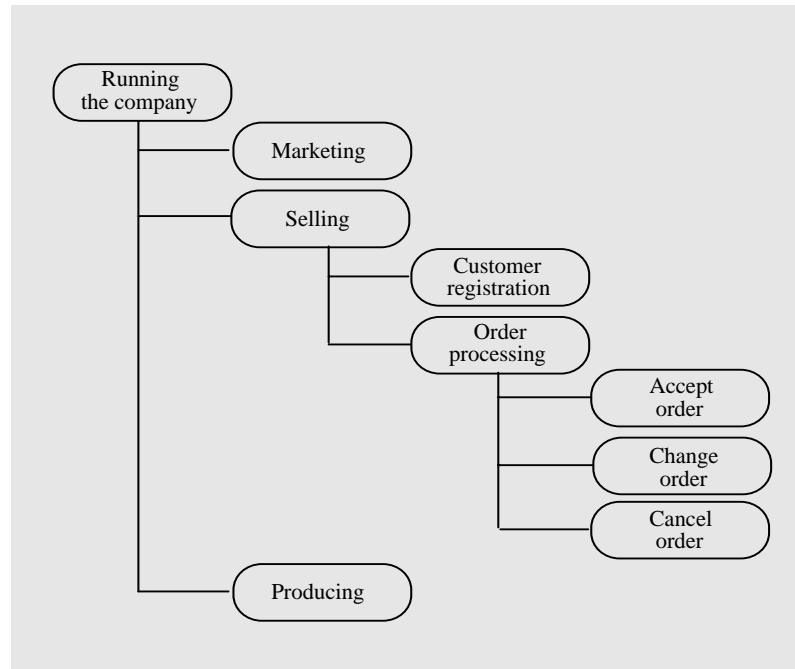 Running
the company
Marketing
Selling
Customer
registration
Order
processing
Accept
order
Change
order
Cancel
order
Producing